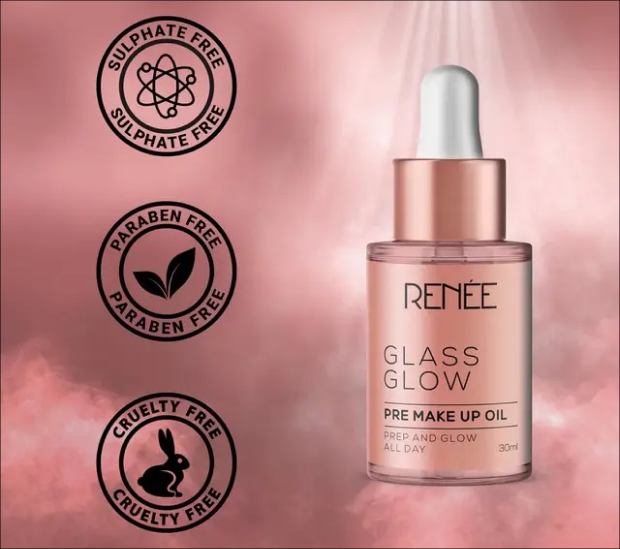 SULPHATE FREE
SULPHATE FREE
PARABEN FREE
PARABEN FREE
CRUELTY FREE
CRUELTY FREE
RENÉE
GLASS
GLOW
PRE MAKE UP OIL
PREP AND GLOW
ALL DAY
30ml